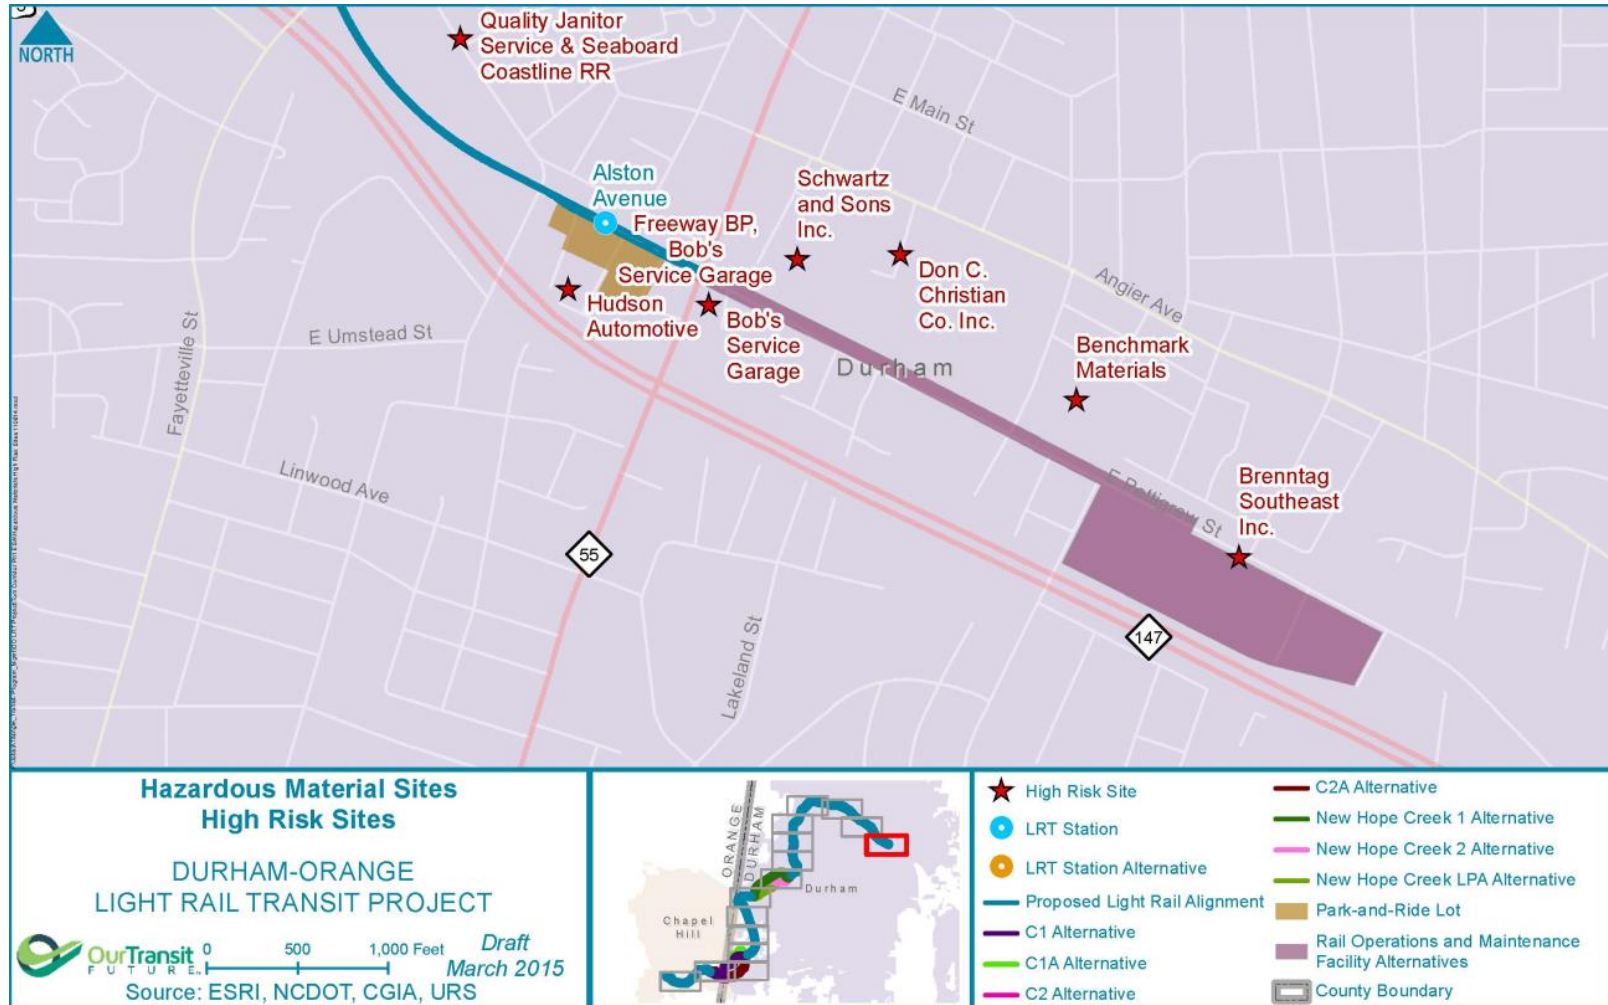 NORTH
Quality Janitor
Service & Seaboard
Coastline RR
E Main St
Alston
Avenue
Schwartz
and Sons
Inc.
Freeway BP,
Bob's
Service Garage
Don C.
Christian
Co. Inc.
Angier Ave
Hudson
Automotive
Bob's
Service
Garage
Fayetteville St
E Umstead St
Durham
Benchmark
Materials
Linwood Ave
E Pettigrew St
Brenntag
Southeast
Inc.
55
147
Lakeland St
Hazardous Material Sites
High Risk Sites
DURHAM-ORANGE
LIGHT RAIL TRANSIT PROJECT
OurTransit
FUTURE
0 500 1,000 Feet
Draft
March 2015
Source: ESRI, NCDOT, CGIA, URS
ORANGE
DURHAM
Durham
Chapel
Hill
High Risk Site
LRT Station
LRT Station Alternative
Proposed Light Rail Alignment
C1 Alternative
C1A Alternative
C2 Alternative
C2A Alternative
New Hope Creek 1 Alternative
New Hope Creek 2 Alternative
New Hope Creek LPA Alternative
Park-and-Ride Lot
Rail Operations and Maintenance
Facility Alternatives
County Boundary